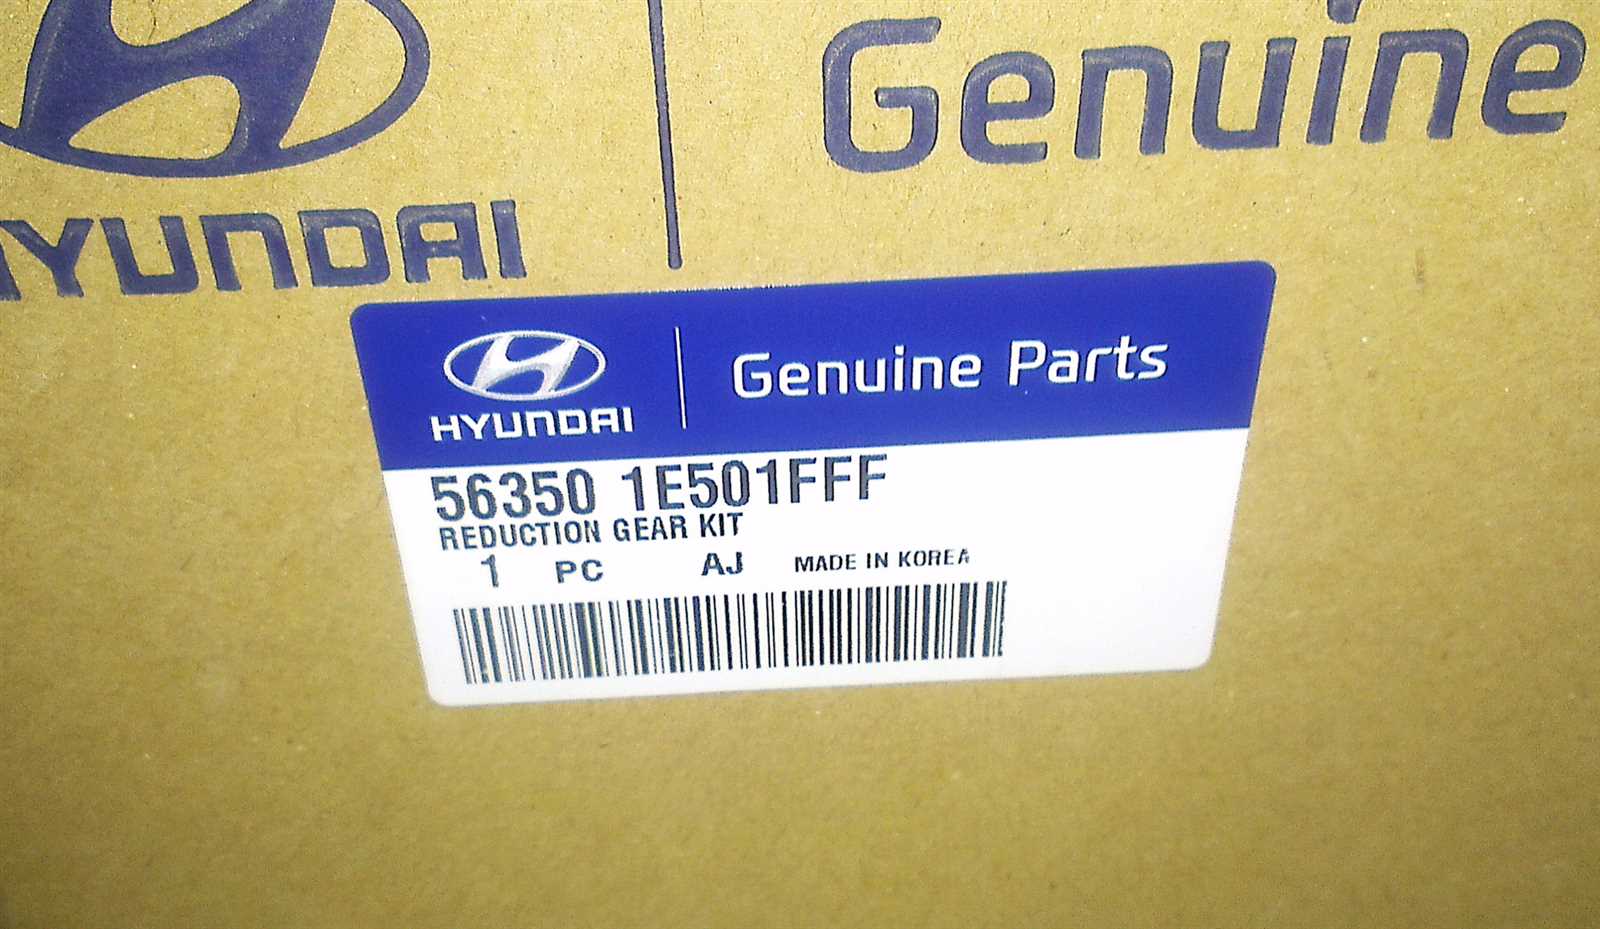 HYUNDAI
Genuine
HYUNDAI
Genuine Parts
56350 1E501FFF
REDUCTION GEAR KIT
1 PC AJ MADE IN KOREA